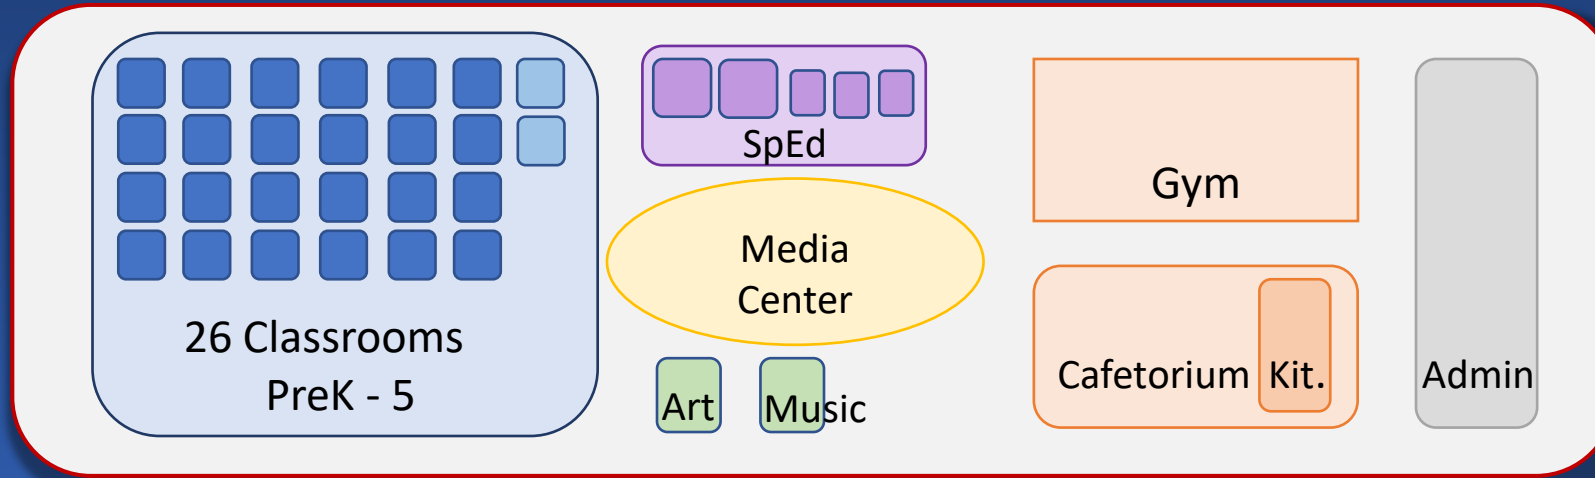 26 Classrooms
PreK - 5
SpEd
Media
Center
Art
Music
Gym
Cafetorium
Kit.
Admin